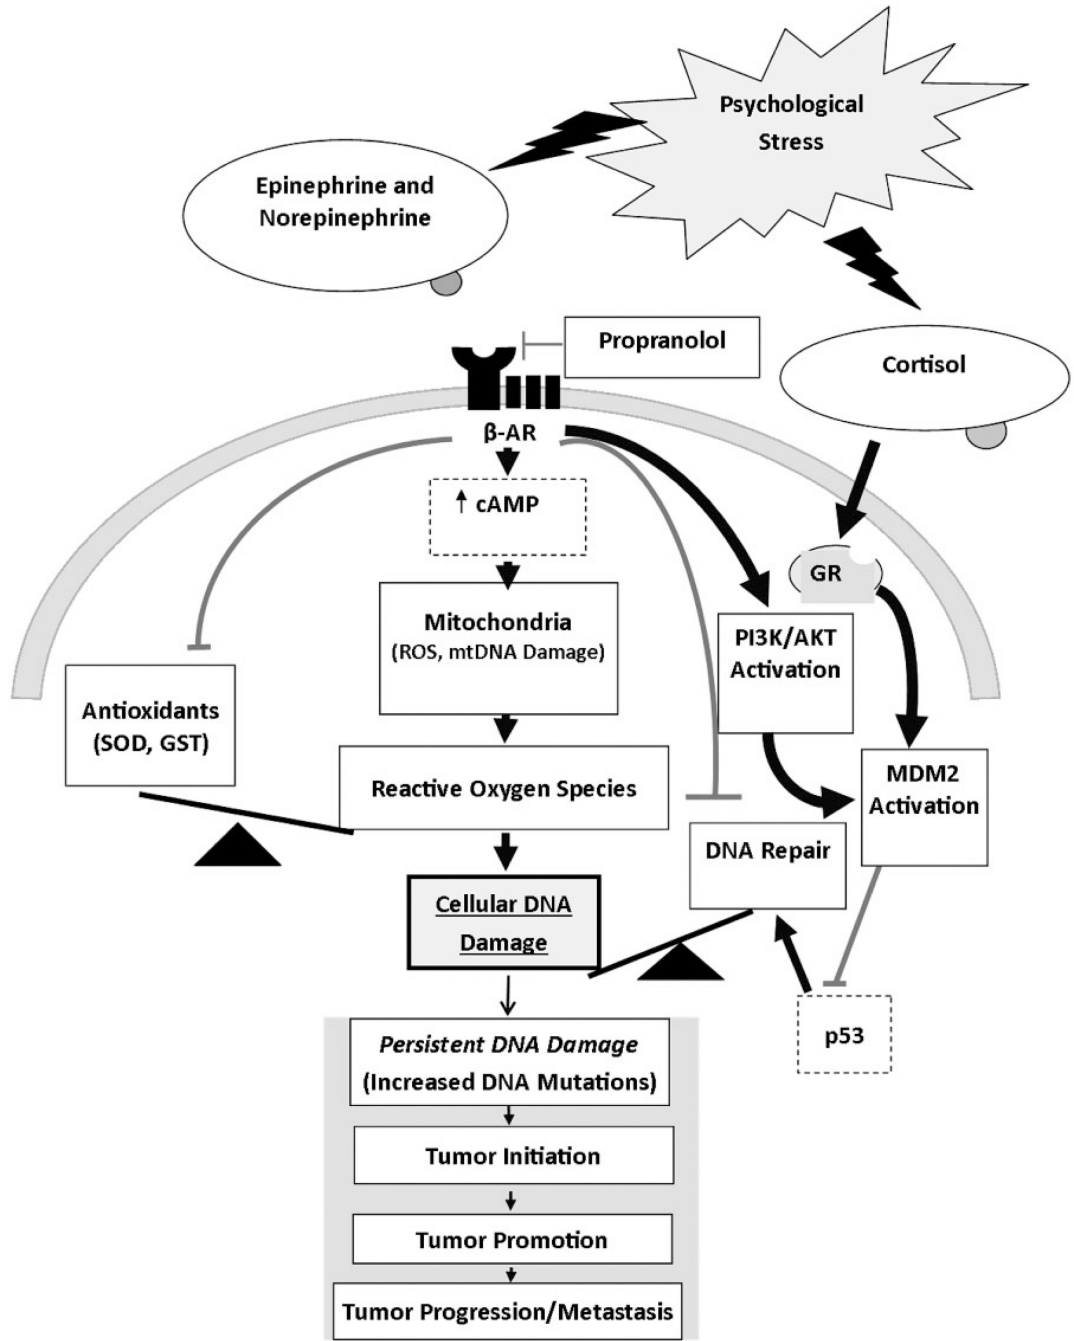 Psychological
Stress
Epinephrine and
Norepinephrine
Propranolol
Cortisol
β-AR
↑ cAMP
GR
Mitochondria
(ROS, mtDNA Damage)
PI3K/AKT
Activation
Antioxidants
(SOD, GST)
Reactive Oxygen Species
MDM2
Activation
DNA Repair
Cellular DNA
Damage
p53
Persistent DNA Damage
(Increased DNA Mutations)
Tumor Initiation
Tumor Promotion
Tumor Progression/Metastasis